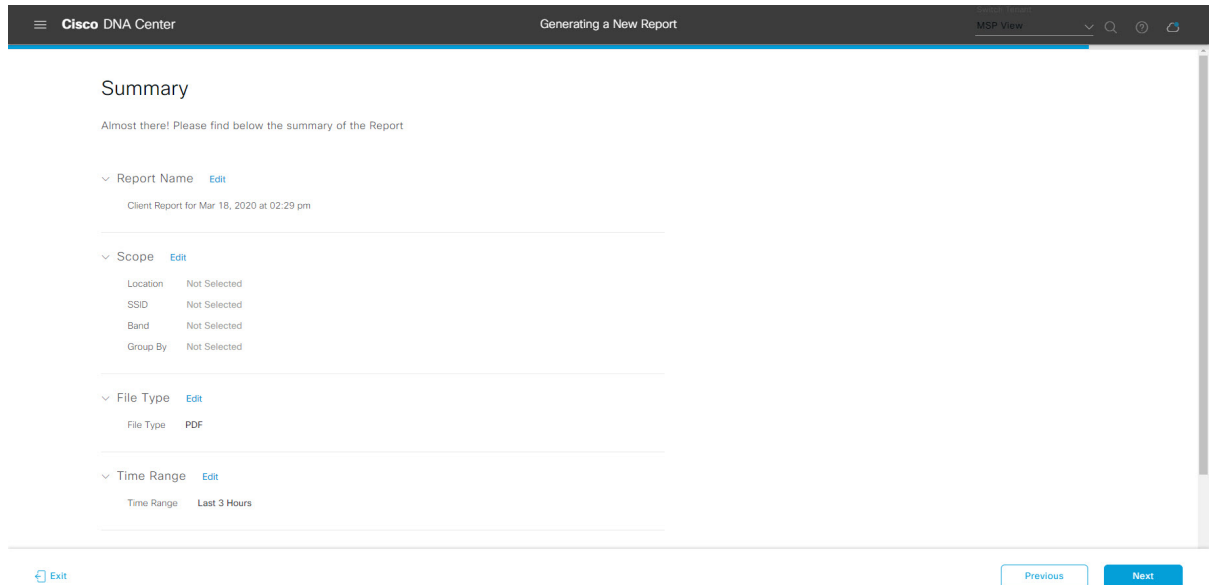 Cisco DNA Center
Generating a New Report
Switch Tenant
MSP View
Summary
Almost there! Please find below the summary of the Report
Report Name Edit
Client Report for Mar 18, 2020 at 02:29 pm
Scope Edit
Location Not Selected
SSID Not Selected
Band Not Selected
Group By Not Selected
File Type Edit
File Type PDF
Time Range Edit
Time Range Last 3 Hours
Exit
Previous
Next